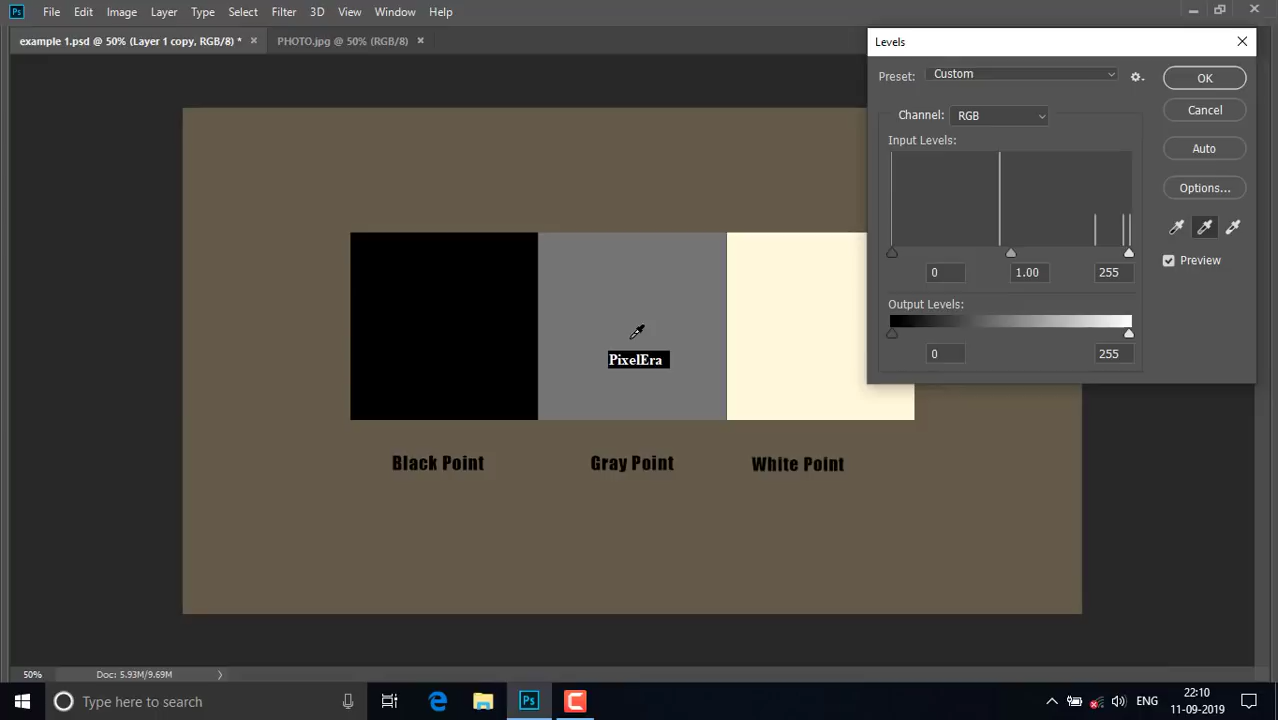 Ps File Edit Image Layer Type Select Filter 3D View Window Help
example 1.psd @ 50% (Layer 1 copy, RGB/8) * PHOTO.jpg @ 50% (RGB/8)
Levels
Preset: Custom
OK
Channel: RGB
Cancel
Input Levels:
Auto
Options...
Preview
0 1.00 255
Output Levels:
0 255
PixelEra
Black Point Gray Point White Point
50% Doc: 5.93M/9.69M
Type here to search
Ps
ENG
22:10
11-09-2019